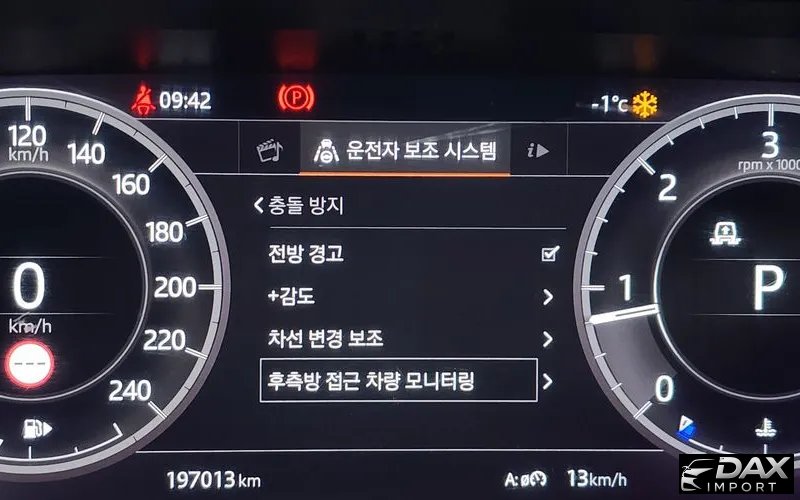 09:42
P
-1°c
운전자 보조 시스템
i
충돌 방지
전방 경고
+감도
차선 변경 보조
후측방 접근 차량 모니터링
120
km/h
140
160
180
200
220
240
0
km/h
---
3
rpm x 1000
2
1
0
P
197013 km
A:ø
13km/h
DAX
IMPORT